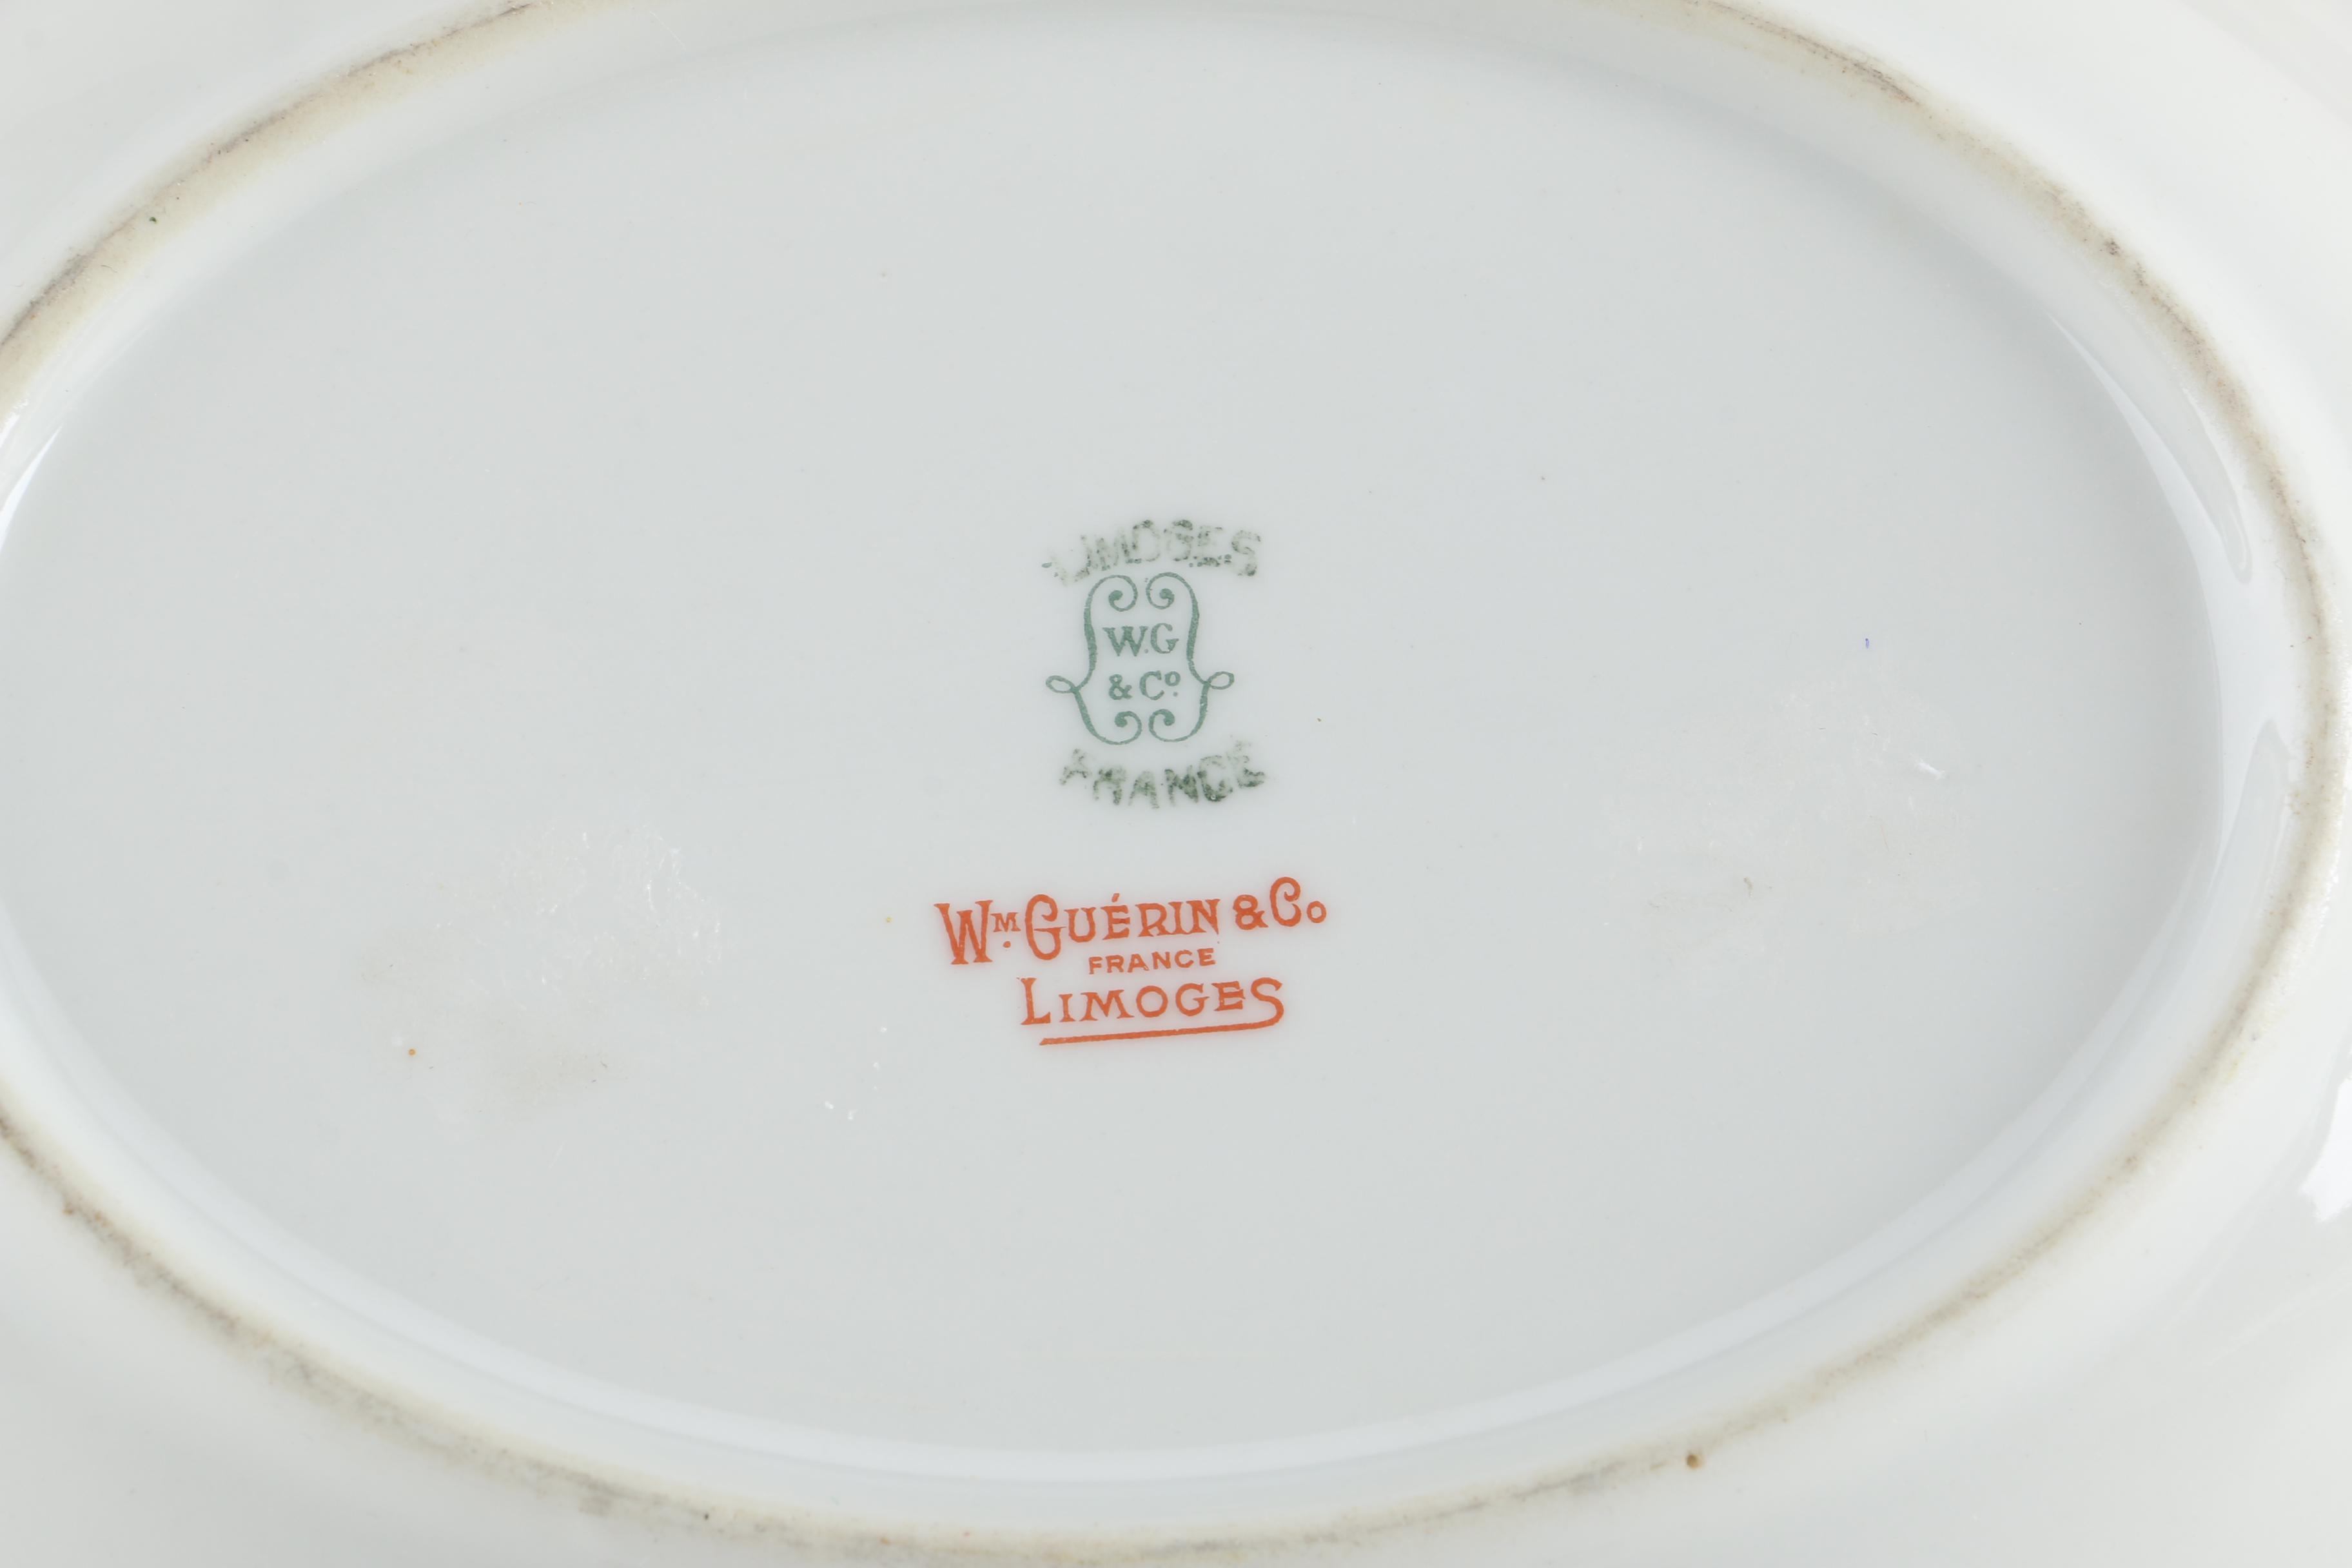 LIMOGES
W.G
& Co.
FRANCE
Wm. GUÉRIN & Co
FRANCE
LIMOGES